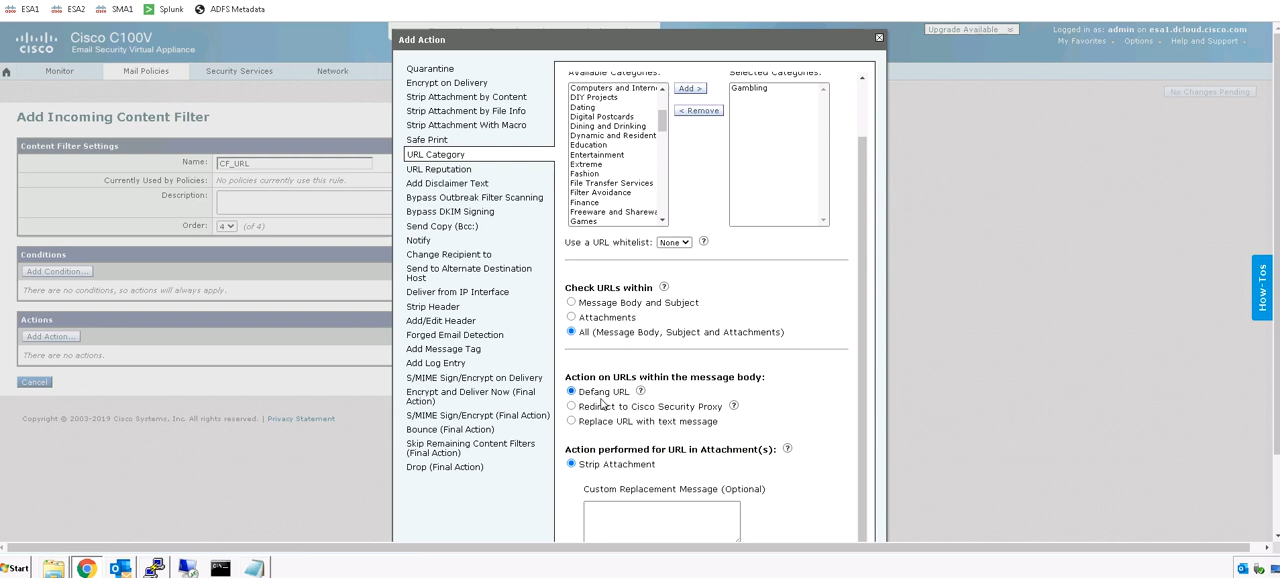 ESA1 ESA2 SMA1 Splunk ADFS Metadata
CISCO
Cisco C100V
Email Security Virtual Appliance
Upgrade Available
Logged in as: admin on esa1.dcloud.cisco.com
My Favorites Options Help and Support
Monitor Mail Policies Security Services Network
No Changes Pending
Add Incoming Content Filter
Content Filter Settings
Name: CF_URL
Currently Used by Policies: No policies currently use this rule.
Description:
Order: 4 (of 4)
Conditions
Add Condition...
There are no conditions, so actions will always apply.
Actions
Add Action...
There are no actions.
Cancel
Copyright © 2003-2019 Cisco Systems, Inc. All rights reserved. | Privacy Statement
Add Action
Quarantine
Encrypt on Delivery
Strip Attachment by Content
Strip Attachment by File Info
Strip Attachment With Macro
Safe Print
URL Category
URL Reputation
Add Disclaimer Text
Bypass Outbreak Filter Scanning
Bypass DKIM Signing
Send Copy (Bcc:)
Notify
Change Recipient to
Send to Alternate Destination
Host
Deliver from IP Interface
Strip Header
Add/Edit Header
Forged Email Detection
Add Message Tag
Add Log Entry
S/MIME Sign/Encrypt on Delivery
Encrypt and Deliver Now (Final
Action)
S/MIME Sign/Encrypt (Final Action)
Bounce (Final Action)
Skip Remaining Content Filters
(Final Action)
Drop (Final Action)
Available Categories:
Selected Categories:
Computers and Intern
DIY Projects
Dating
Digital Postcards
Dining and Drinking
Dynamic and Resident
Education
Entertainment
Extreme
Fashion
File Transfer Services
Filter Avoidance
Finance
Freeware and Sharewa
Games
Add >
< Remove
Gambling
Use a URL whitelist: None ?
Check URLs within ?
Message Body and Subject
Attachments
All (Message Body, Subject and Attachments)
Action on URLs within the message body:
Defang URL ?
Redirect to Cisco Security Proxy ?
Replace URL with text message
Action performed for URL in Attachment(s): ?
Strip Attachment
Custom Replacement Message (Optional)
How-Tos
Start